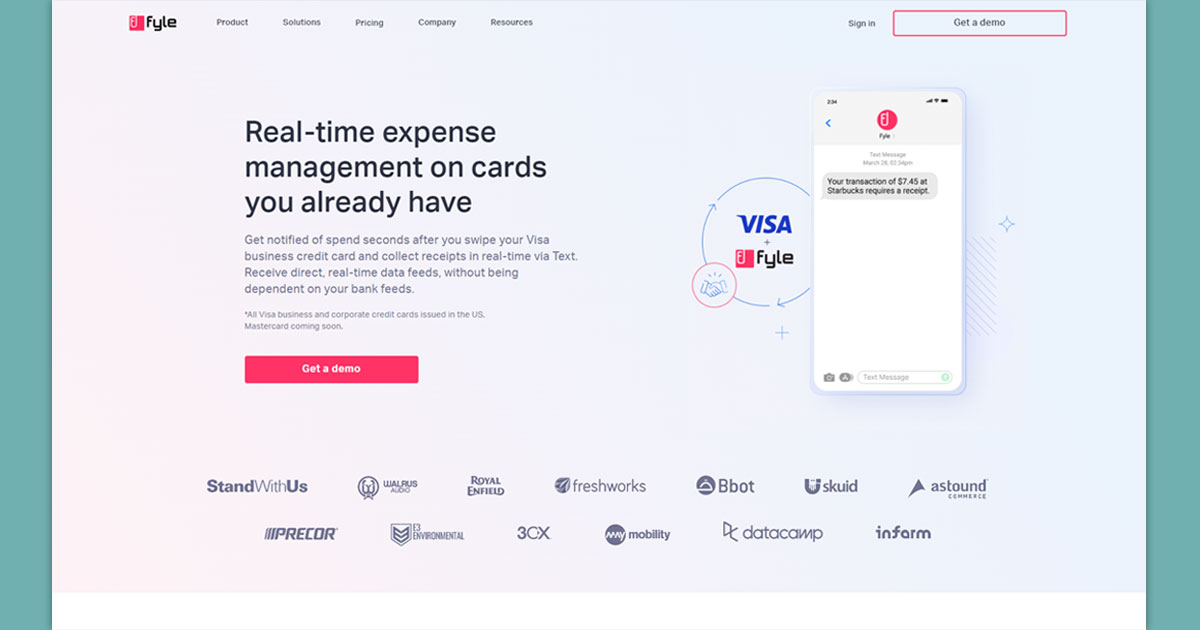 fyle Product Solutions Pricing Company Resources Sign in Get a demo
Real-time expense
management on cards
you already have
Get notified of spend seconds after you swipe your Visa
business credit card and collect receipts in real-time via Text.
Receive direct, real-time data feeds, without being
dependent on your bank feeds.
*All Visa business and corporate credit cards issued in the US.
Mastercard coming soon.
Get a demo
VISA
+
fyle
2:34
Fyle
Text Message
March 28, 02:34pm
Your transaction of $7.45 at
Starbucks requires a receipt.
Text Message
StandWithUs
WALRUS
AUDIO
ROYAL
ENFIELD
freshworks
Bbot
skuid
astound
COMMERCE
PRECOR
E3
ENVIRONMENTAL
3CX
may mobility
datacamp
infarm